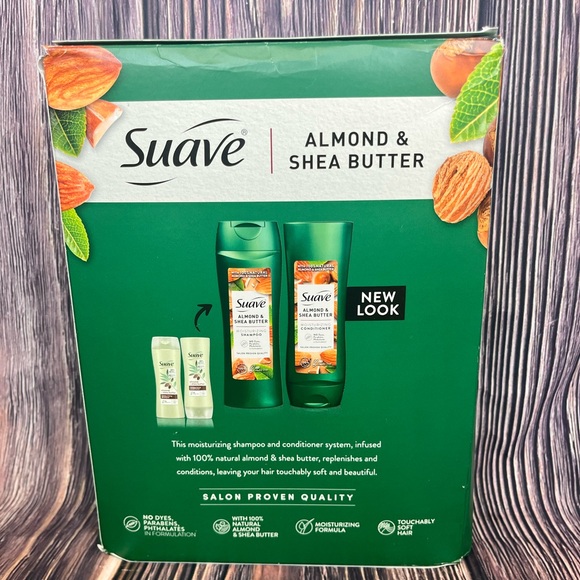 Suave®
ALMOND &
SHEA BUTTER
Suave
ALMOND &
SHEA BUTTER
MOISTURIZING
SHAMPOO
Suave
ALMOND &
SHEA BUTTER
MOISTURIZING
CONDITIONER
NEW
LOOK
Suave
This moisturizing shampoo and conditioner system, infused
with 100% natural almond & shea butter, replenishes and
conditions, leaving your hair touchably soft and beautiful.
SALON PROVEN QUALITY
NO DYES,
PARABENS,
PHTHALATES
IN FORMULATION
WITH 100%
NATURAL
ALMOND
& SHEA BUTTER
MOISTURIZING
FORMULA
TOUCHABLY
SOFT
HAIR